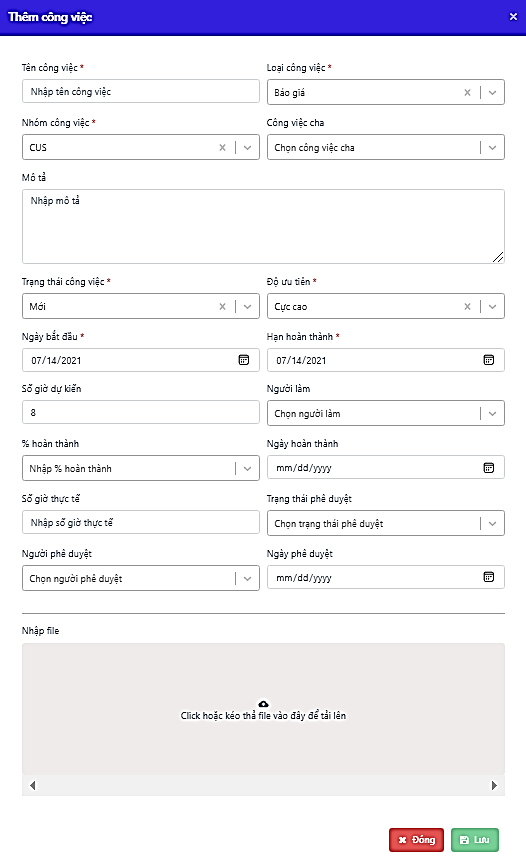 Thêm công việc
Tên công việc * Loại công việc *
Nhập tên công việc Báo giá
Nhóm công việc * Công việc cha
CUS Chọn công việc cha
Mô tả
Nhập mô tả
Trạng thái công việc * Độ ưu tiên *
Mới Cực cao
Ngày bắt đầu * Hạn hoàn thành *
07/14/2021 07/14/2021
Số giờ dự kiến Người làm
8 Chọn người làm
% hoàn thành Ngày hoàn thành
Nhập % hoàn thành mm/dd/yyyy
Số giờ thực tế Trạng thái phê duyệt
Nhập số giờ thực tế Chọn trạng thái phê duyệt
Người phê duyệt Ngày phê duyệt
Chọn người phê duyệt mm/dd/yyyy
Nhập file
Click hoặc kéo thả file vào đây để tải lên
Đóng Lưu